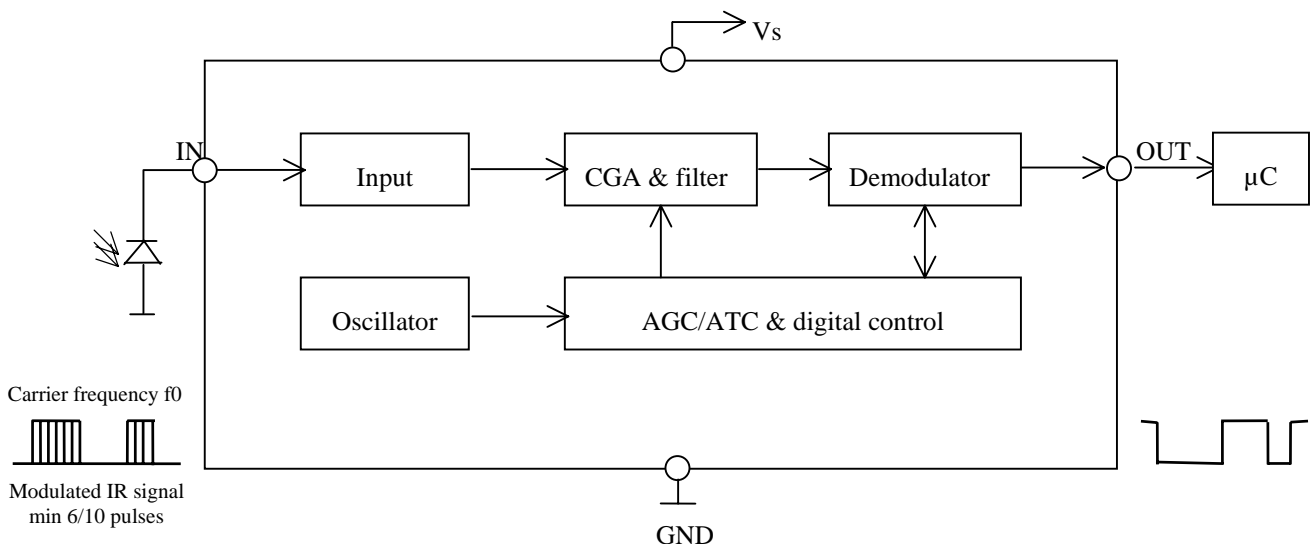 Vs
IN
Input
CGA & filter
Demodulator
OUT
µC
Oscillator
AGC/ATC & digital control
Carrier frequency f0
Modulated IR signal
min 6/10 pulses
GND